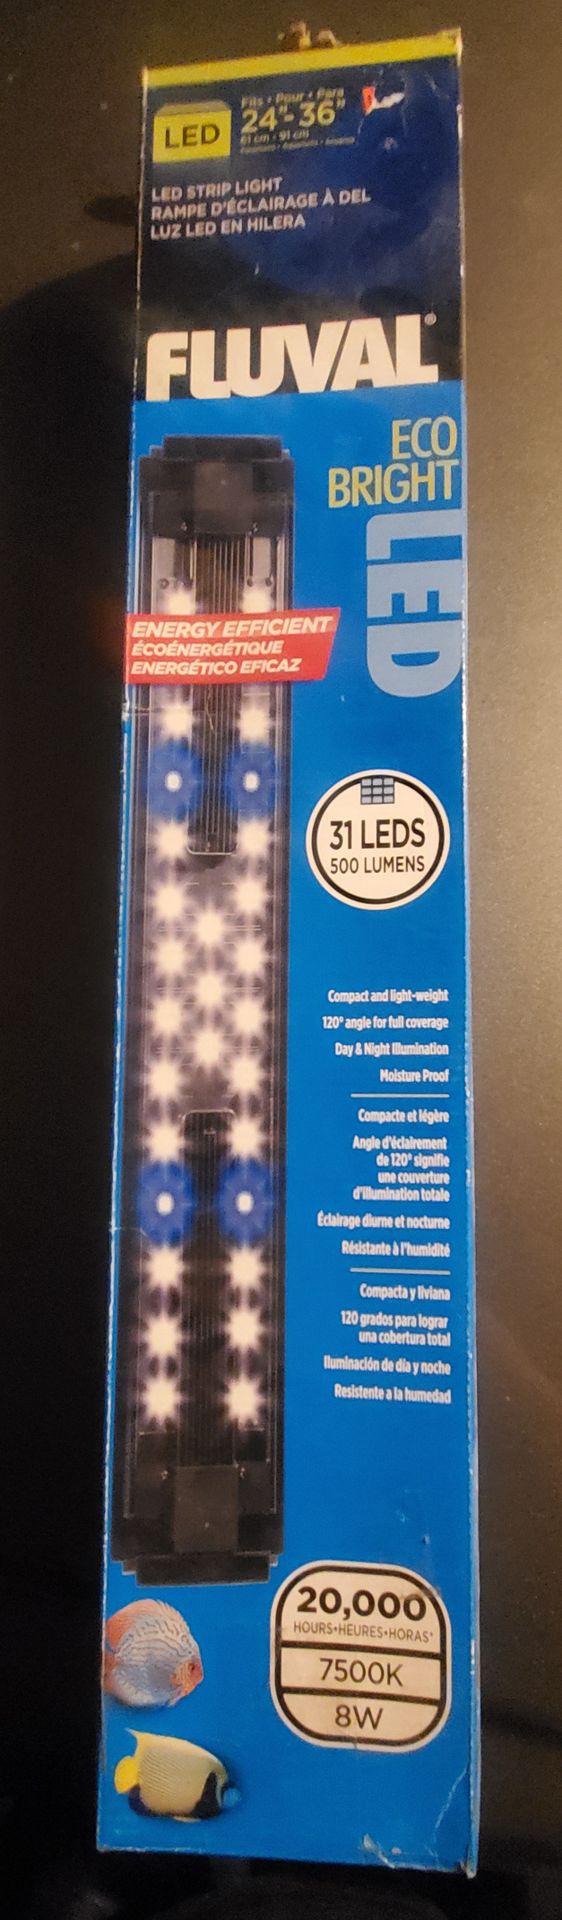 LED
Fits • Pour • Para
24"-36"
61 cm - 91 cm
LED STRIP LIGHT
RAMPE D'ÉCLAIRAGE À DEL
LUZ LED EN HILERA
FLUVAL®
ECO
BRIGHT
LED
ENERGY EFFICIENT
ÉCOÉNERGÉTIQUE
ENERGÉTICO EFICAZ
31 LEDS
500 LUMENS
Compact and light-weight
120° angle for full coverage
Day & Night Illumination
Moisture Proof
Compacte et légère
Angle d'éclairement
de 120° signifie
une couverture
d'illumination totale
Éclairage diurne et nocturne
Résistante à l'humidité
Compacta y liviana
120 grados para lograr
una cobertura total
Iluminación de día y noche
Resistente a la humedad
20,000
HOURS•HEURES•HORAS*
7500K
8W